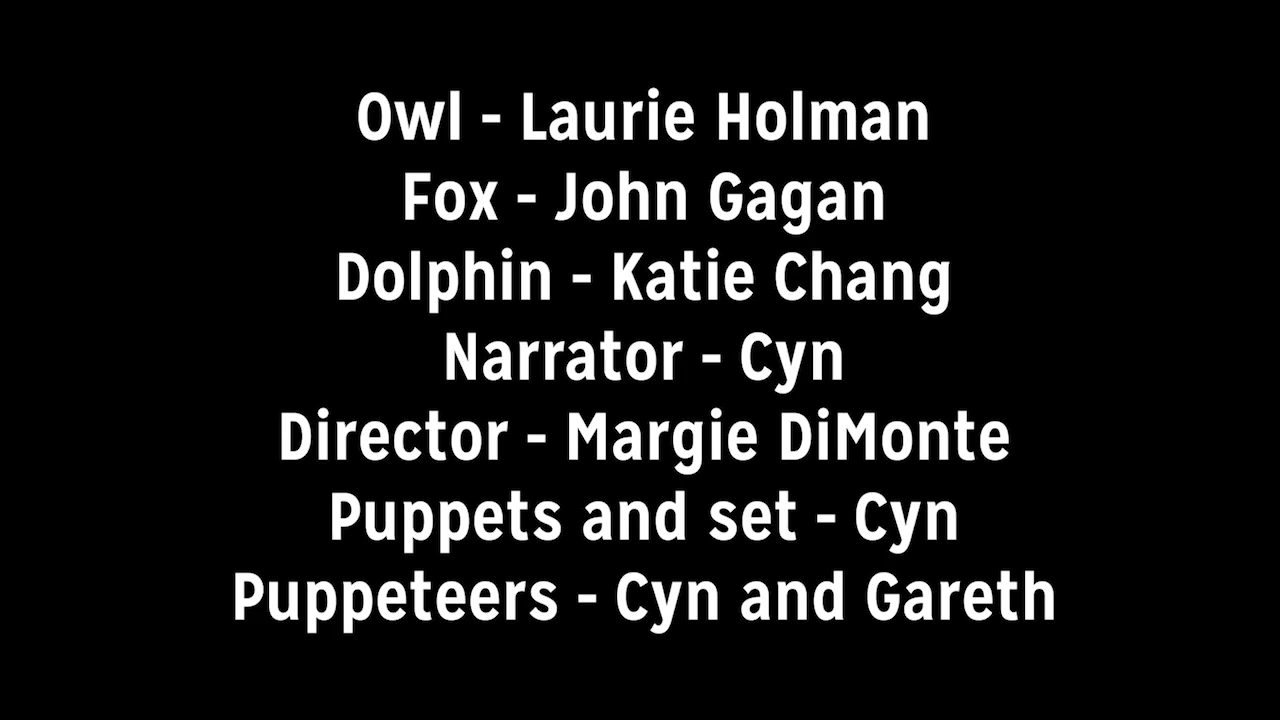 Owl - Laurie Holman
Fox - John Gagan
Dolphin - Katie Chang
Narrator - Cyn
Director - Margie DiMonte
Puppets and set - Cyn
Puppeteers - Cyn and Gareth